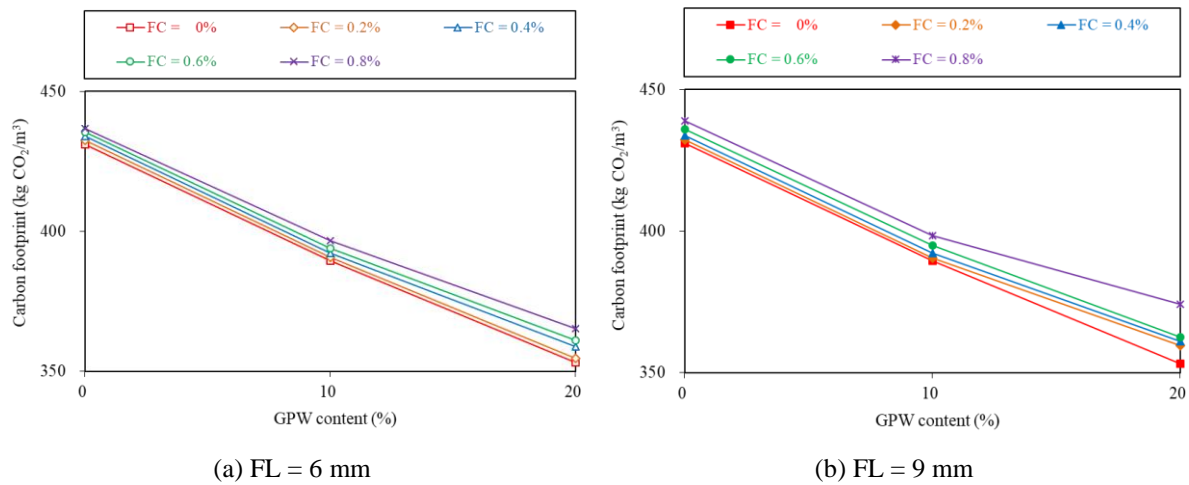 FC = 0% FC = 0.2% FC = 0.4%
FC = 0.6% FC = 0.8%
450
400
350
0 10 20
Carbon footprint (kg CO₂/m³)
GPW content (%)
(a) FL = 6 mm
FC = 0% FC = 0.2% FC = 0.4%
FC = 0.6% FC = 0.8%
450
400
350
0 10 20
Carbon footprint (kg CO₂/m³)
GPW content (%)
(b) FL = 9 mm